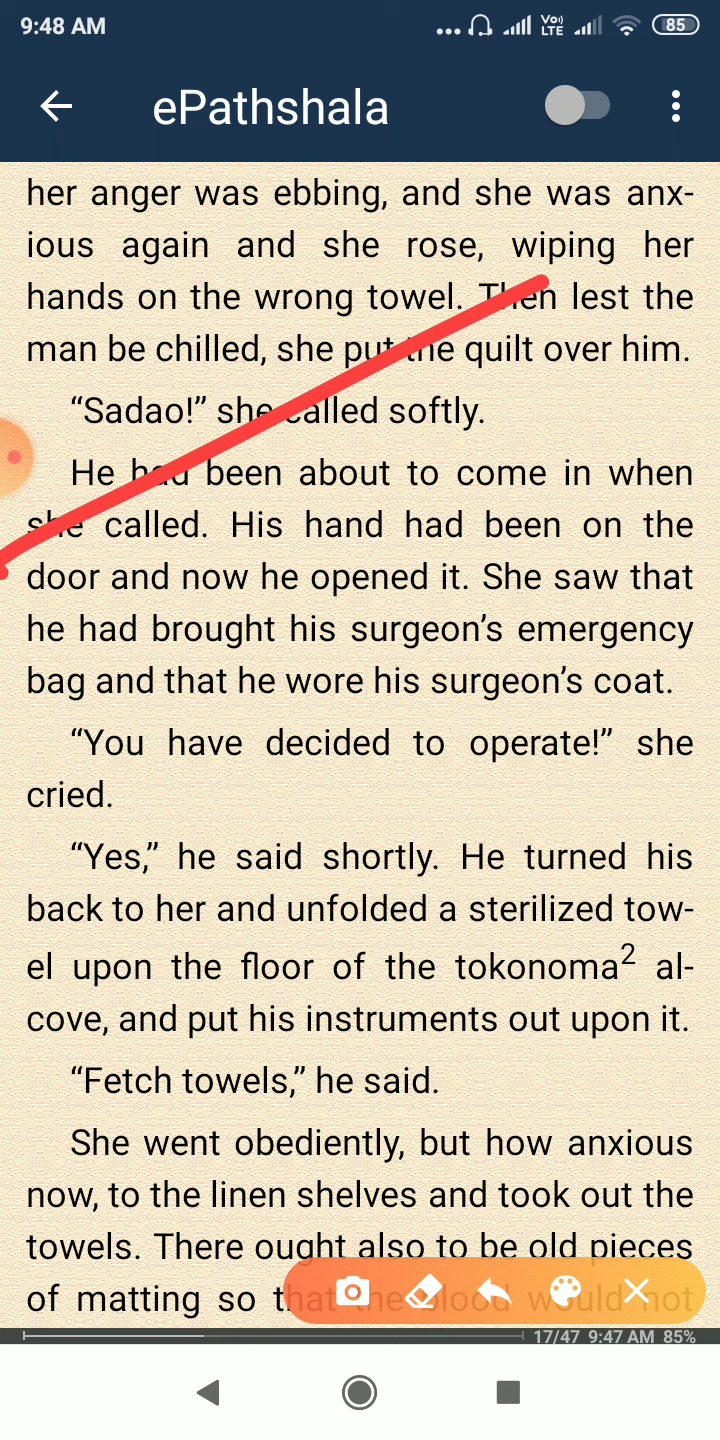 9:48 AM
Vo))
LTE
85
ePathshala
her anger was ebbing, and she was anx-
ious again and she rose, wiping her
hands on the wrong towel. Then lest the
man be chilled, she put the quilt over him.
“Sadao!” she called softly.
He had been about to come in when
she called. His hand had been on the
door and now he opened it. She saw that
he had brought his surgeon’s emergency
bag and that he wore his surgeon’s coat.
“You have decided to operate!” she
cried.
“Yes,” he said shortly. He turned his
back to her and unfolded a sterilized tow-
el upon the floor of the tokonoma2 al-
cove, and put his instruments out upon it.
“Fetch towels,” he said.
She went obediently, but how anxious
now, to the linen shelves and took out the
towels. There ought also to be old pieces
of matting so that the blood would not
17/47 9:47 AM 85%